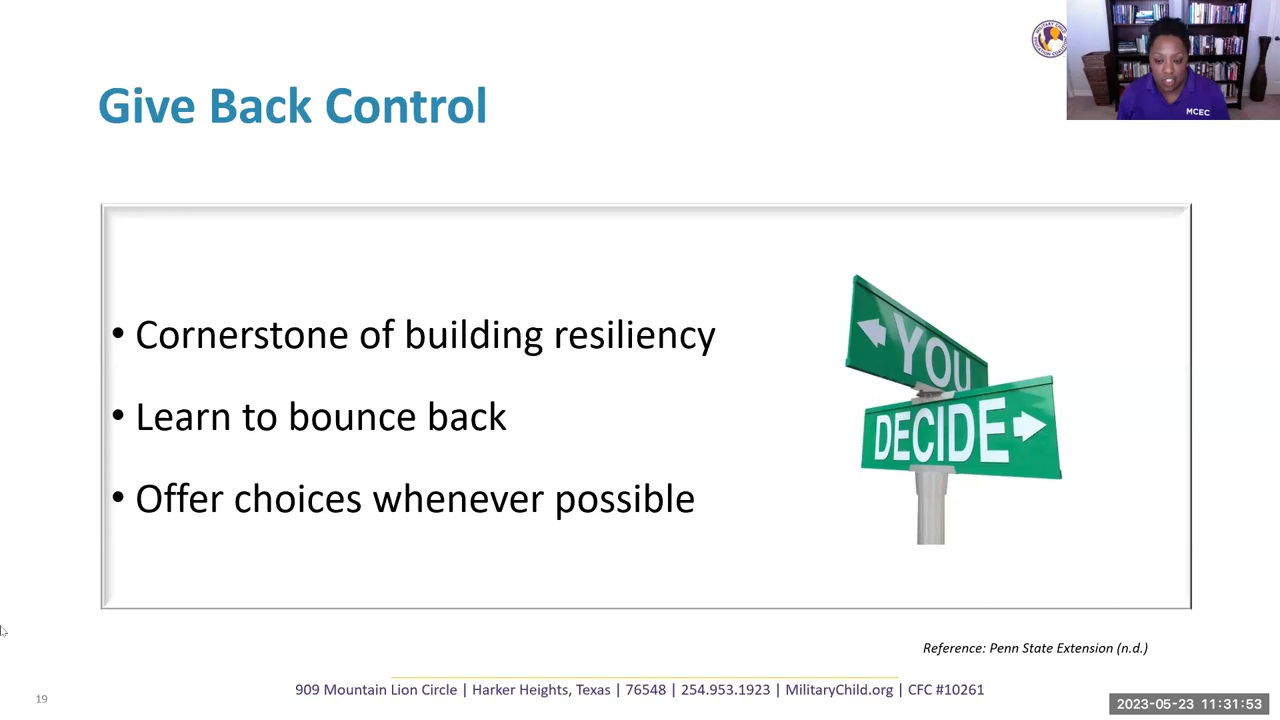 Give Back Control
MCEC
• Cornerstone of building resiliency
• Learn to bounce back
• Offer choices whenever possible
YOU
DECIDE
Reference: Penn State Extension (n.d.)
909 Mountain Lion Circle | Harker Heights, Texas | 76548 | 254.953.1923 | MilitaryChild.org | CFC #10261
19
2023-05-23 11:31:53